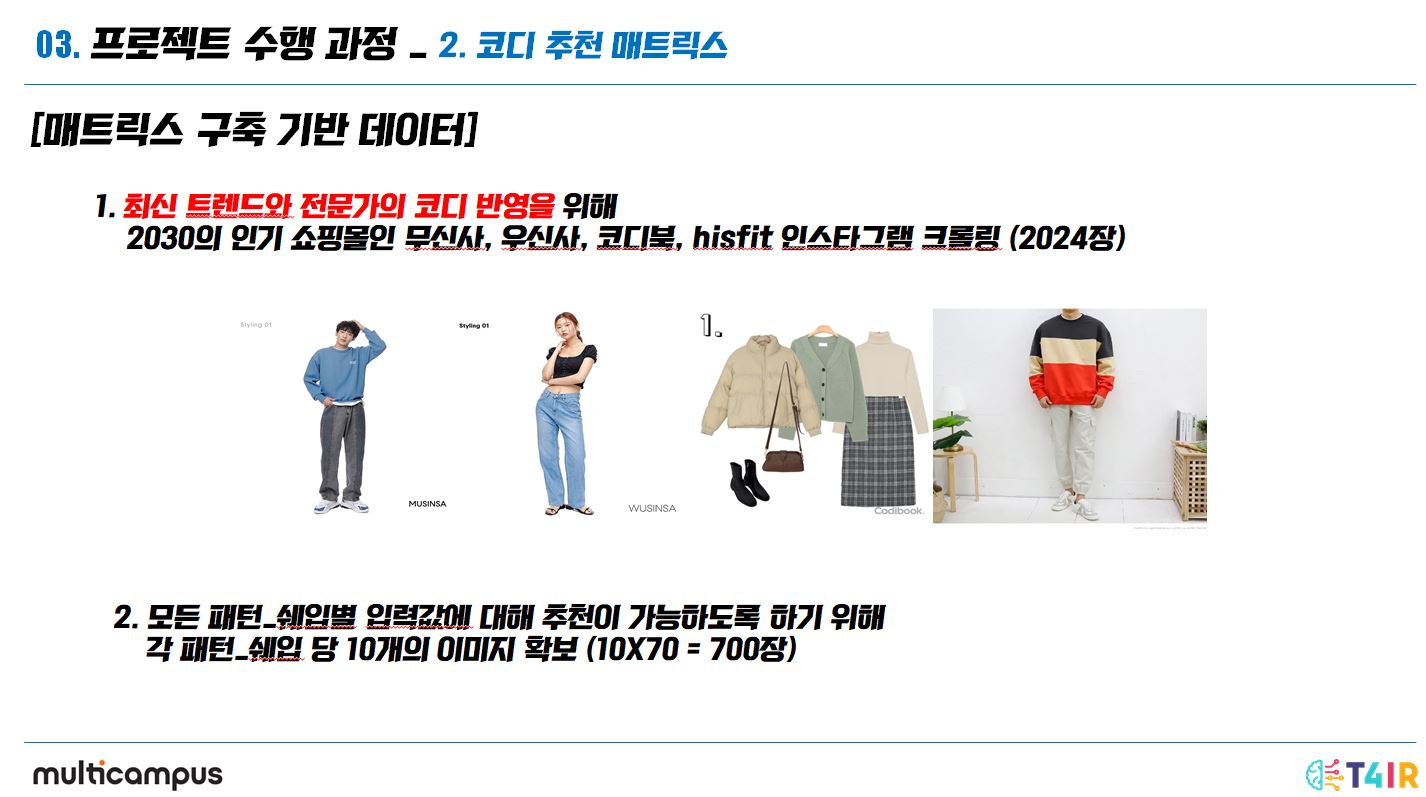 03. 프로젝트 수행 과정 _ 2. 코디 추천 매트릭스
[매트릭스 구축 기반 데이터]
1. 최신 트렌드와 전문가의 코디 반영을 위해
2030의 인기 쇼핑몰인 무신사, 우신사, 코디북, hisfit 인스타그램 크롤링 (2024장)
Styling 01
MUSINSA
Styling 01
WUSINSA
1.
Codibook.
2. 모든 패턴_쉐입별 입력값에 대해 추천이 가능하도록 하기 위해
각 패턴_쉐입 당 10개의 이미지 확보 (10X70 = 700장)
multicampus
T4IR